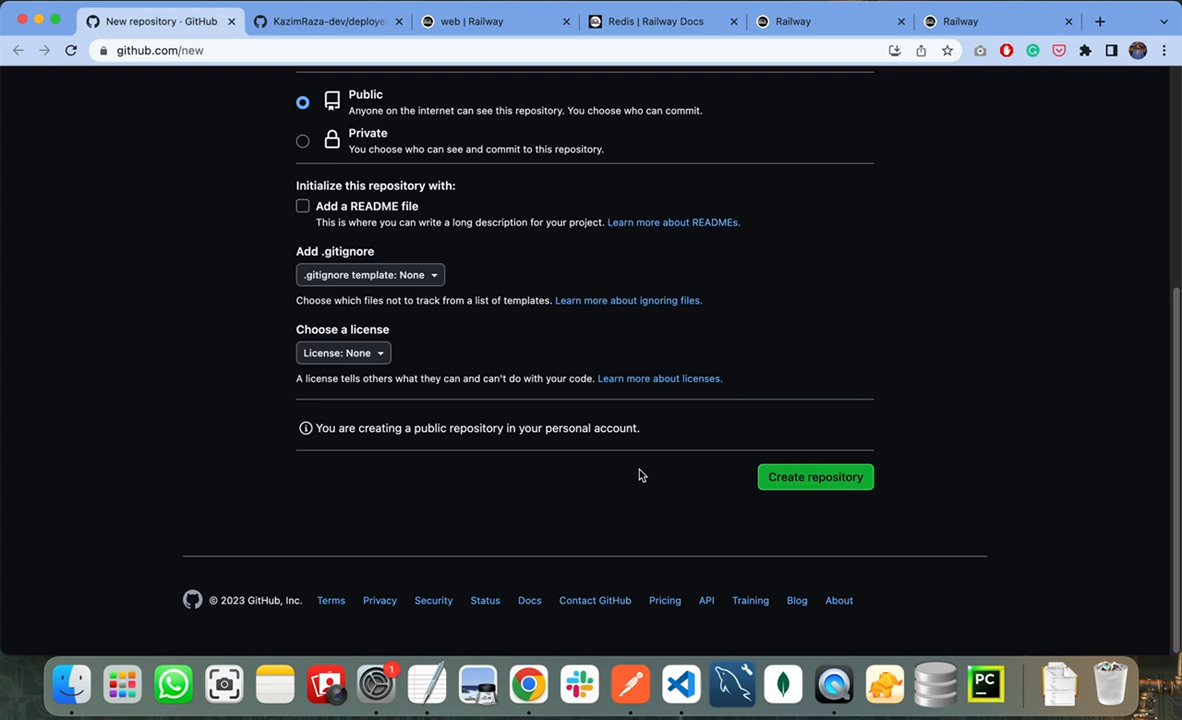 New repository · GitHub
KazimRaza-dev/deploye
web | Railway
Redis | Railway Docs
Railway
Railway
github.com/new
Public
Anyone on the internet can see this repository. You choose who can commit.
Private
You choose who can see and commit to this repository.
Initialize this repository with:
Add a README file
This is where you can write a long description for your project. Learn more about READMEs.
Add .gitignore
.gitignore template: None
Choose which files not to track from a list of templates. Learn more about ignoring files.
Choose a license
License: None
A license tells others what they can and can't do with your code. Learn more about licenses.
You are creating a public repository in your personal account.
Create repository
© 2023 GitHub, Inc. Terms Privacy Security Status Docs Contact GitHub Pricing API Training Blog About
1
PC